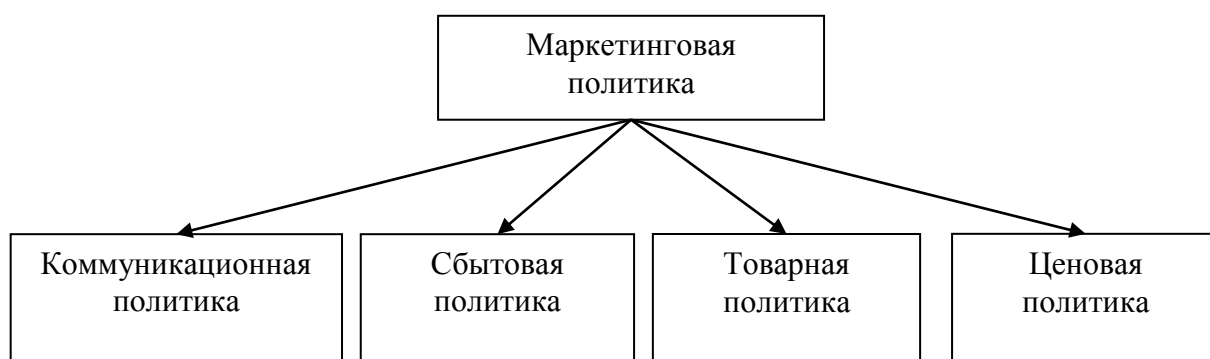 Маркетинговая
политика
Коммуникационная
политика
Сбытовая
политика
Товарная
политика
Ценовая
политика